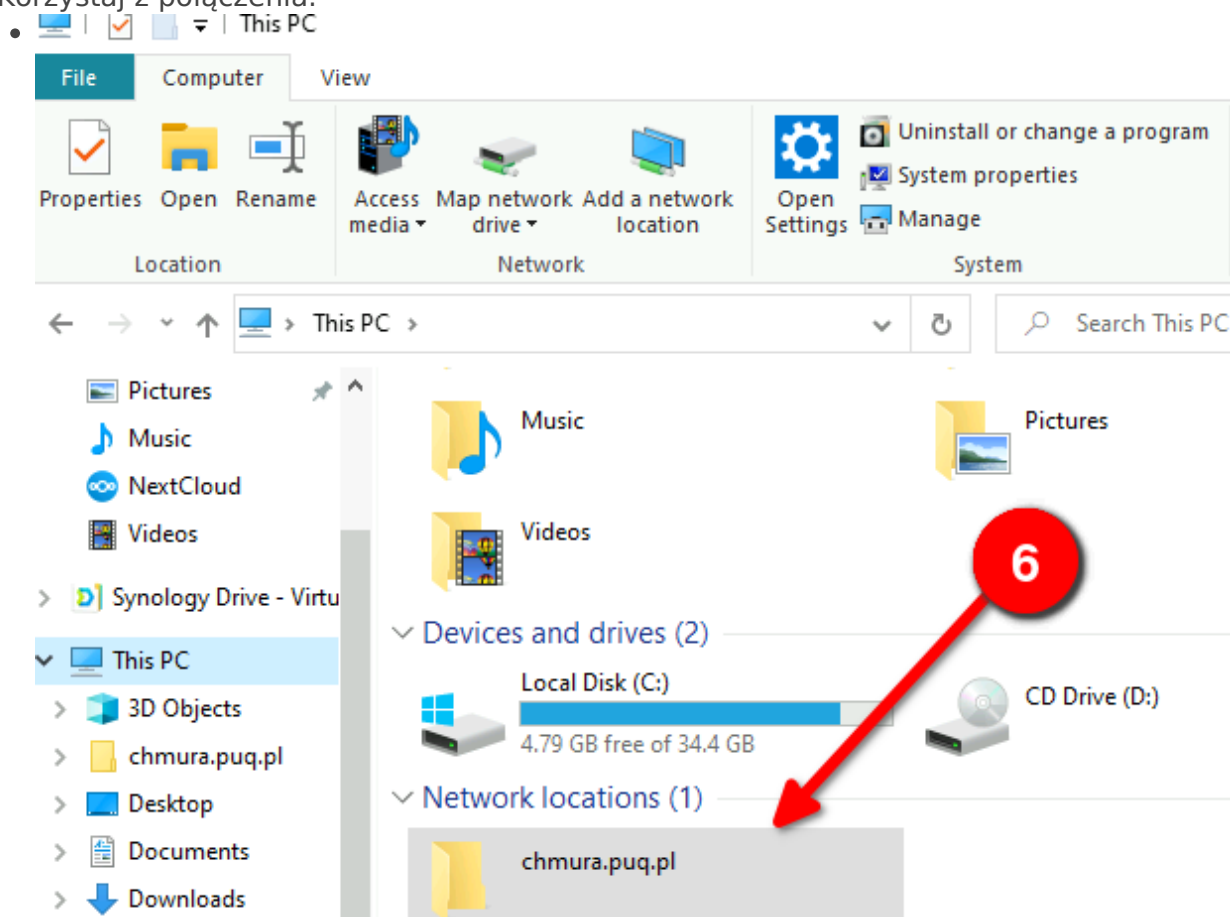 Korzystaj z połączenia.
This PC
File Computer View
Properties Open Rename Access media Map network drive Add a network location Open Settings Uninstall or change a program
System properties
Manage
Location Network System
This PC Search This PC
Pictures
Music
NextCloud
Videos
Synology Drive - Virtu
This PC
3D Objects
chmura.puq.pl
Desktop
Documents
Downloads
Music Pictures
Videos
6
Devices and drives (2)
Local Disk (C:) CD Drive (D:)
4.79 GB free of 34.4 GB
Network locations (1)
chmura.puq.pl